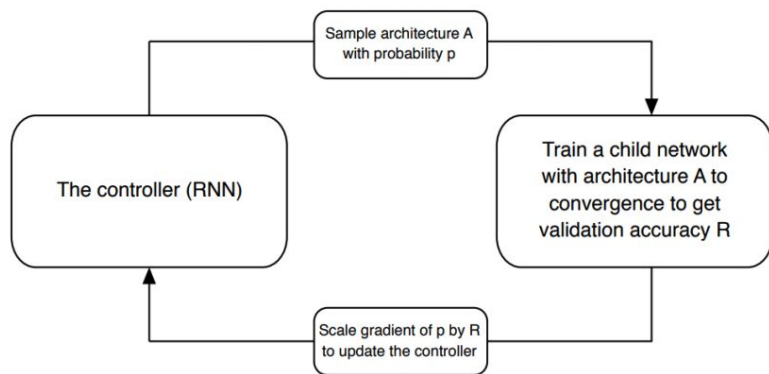 Sample architecture A
with probability p
The controller (RNN)
Train a child network
with architecture A to
convergence to get
validation accuracy R
Scale gradient of p by R
to update the controller